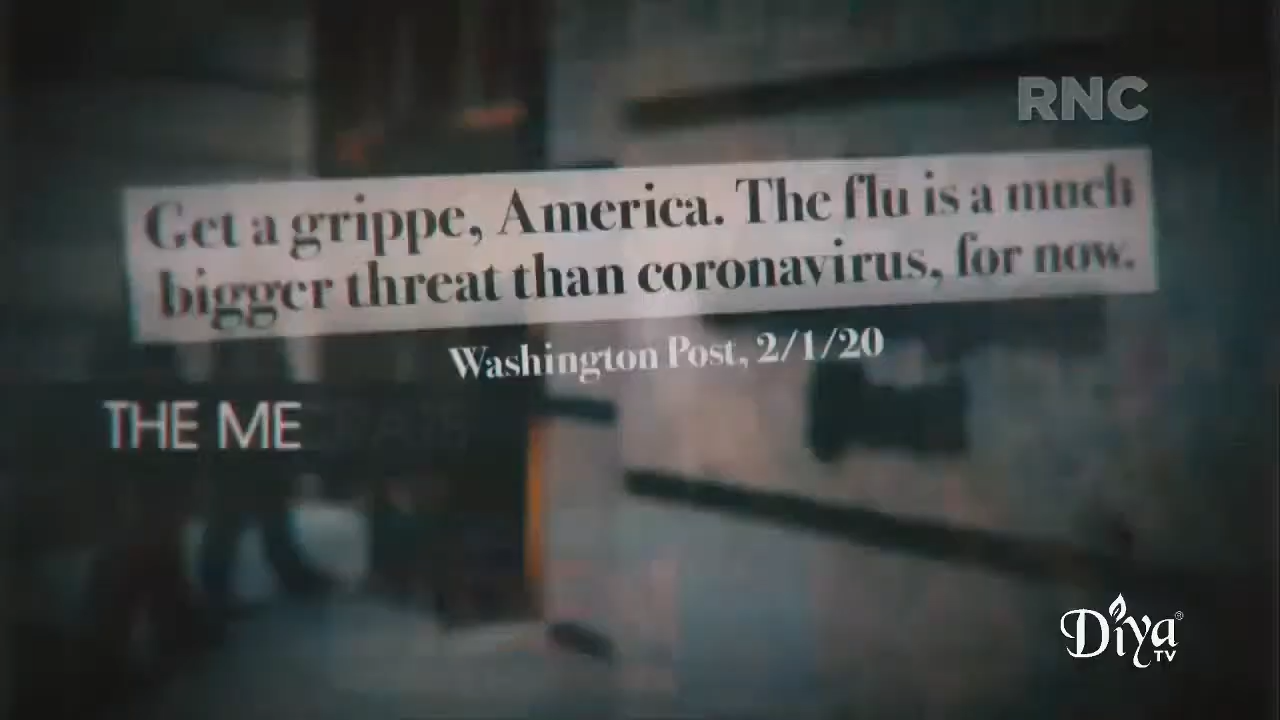 RNC
Get a grippe, America. The flu is a much
bigger threat than coronavirus, for now.
Washington Post, 2/1/20
THE ME
Diya®
TV